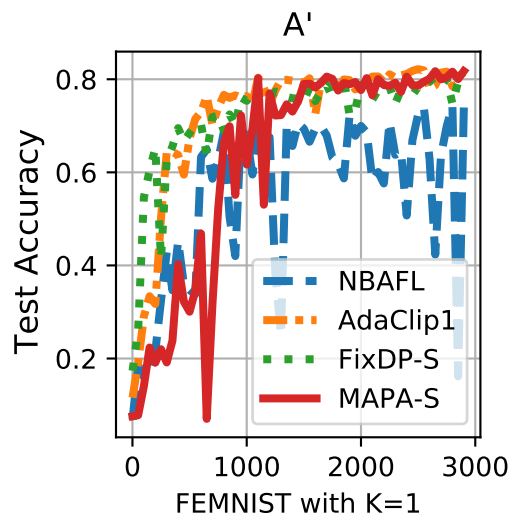 A'
Test Accuracy
0.8
0.6
0.4
0.2
NBAFL
AdaClip1
FixDP-S
MAPA-S
0 1000 2000 3000
FEMNIST with K=1